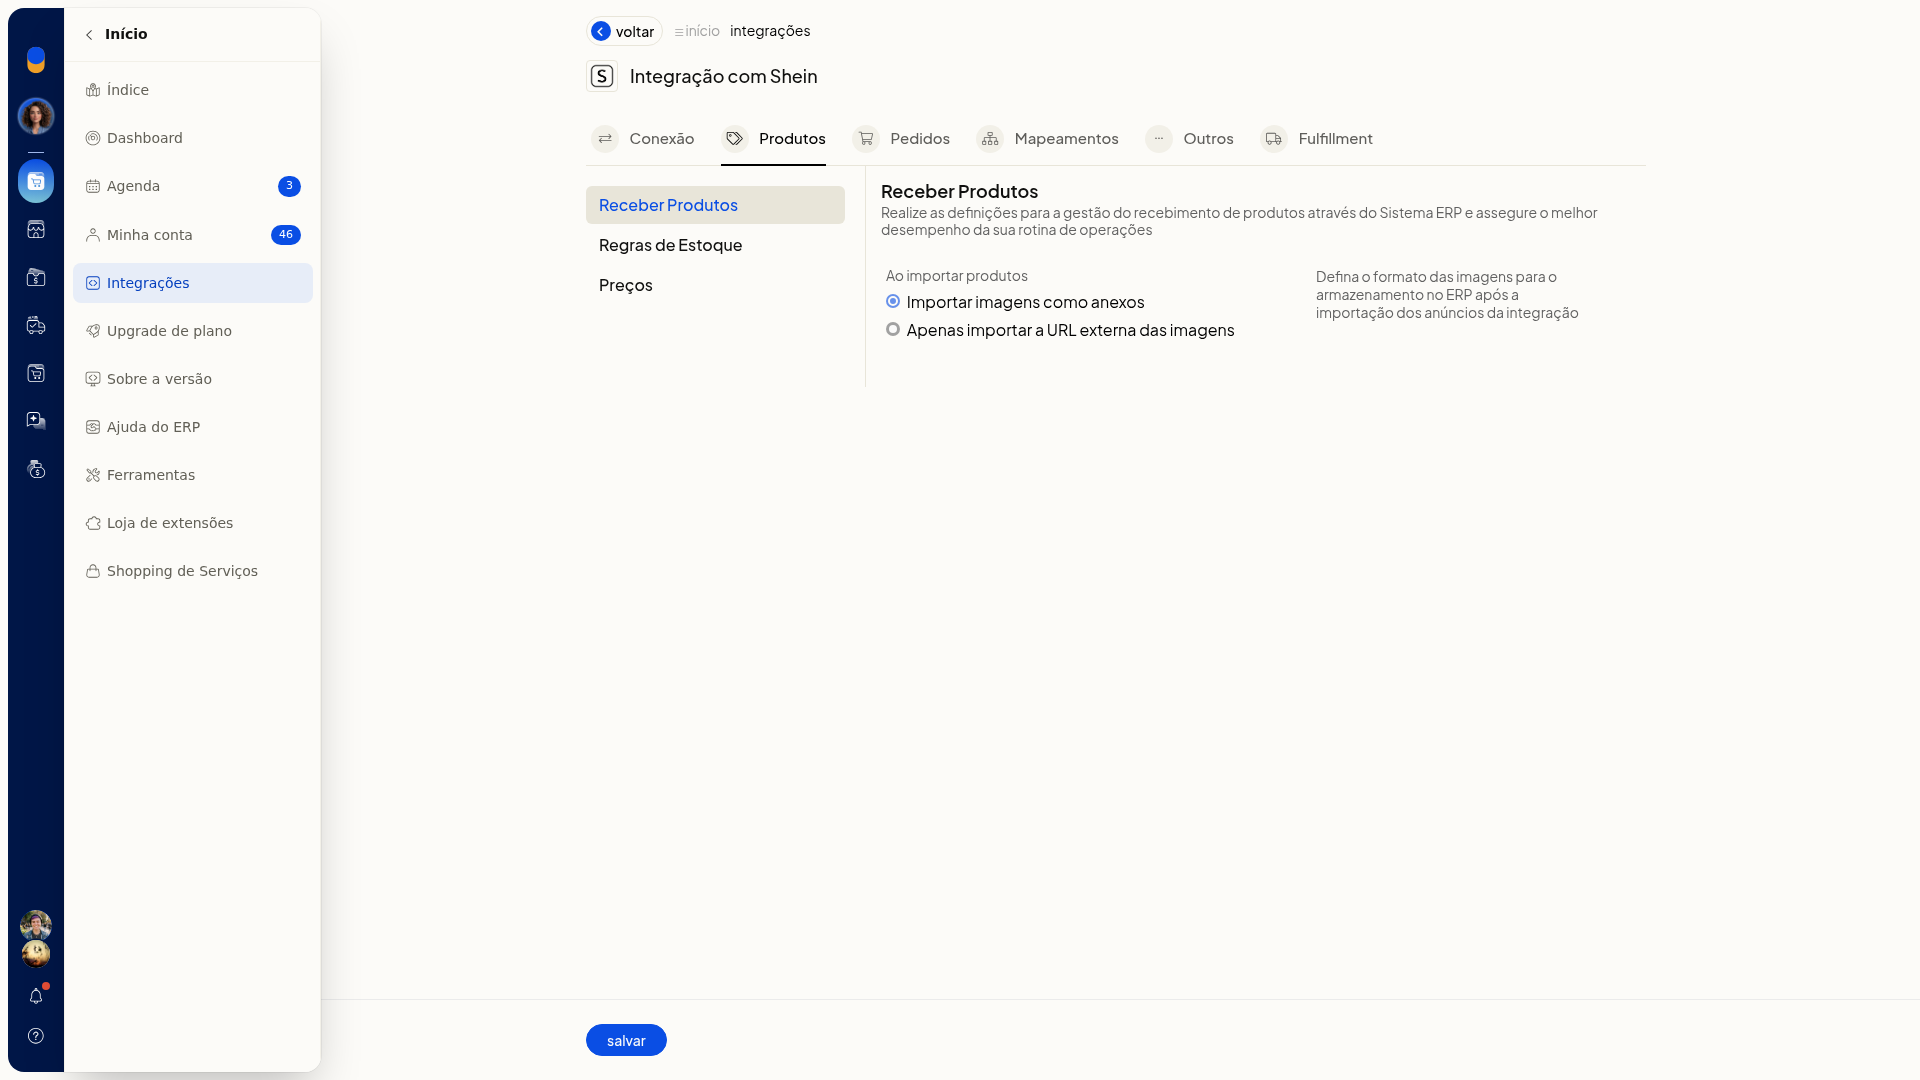 Início
Índice
Dashboard
Agenda
3
Minha conta
46
Integrações
Upgrade de plano
Sobre a versão
Ajuda do ERP
Ferramentas
Loja de extensões
Shopping de Serviços
voltar
início
integrações
S
Integração com Shein
Conexão
Produtos
Pedidos
Mapeamentos
Outros
Fulfillment
Receber Produtos
Regras de Estoque
Preços
Receber Produtos
Realize as definições para a gestão do recebimento de produtos através do Sistema ERP e assegure o melhor
desempenho da sua rotina de operações
Ao importar produtos
Importar imagens como anexos
Apenas importar a URL externa das imagens
Defina o formato das imagens para o
armazenamento no ERP após a
importação dos anúncios da integração
salvar